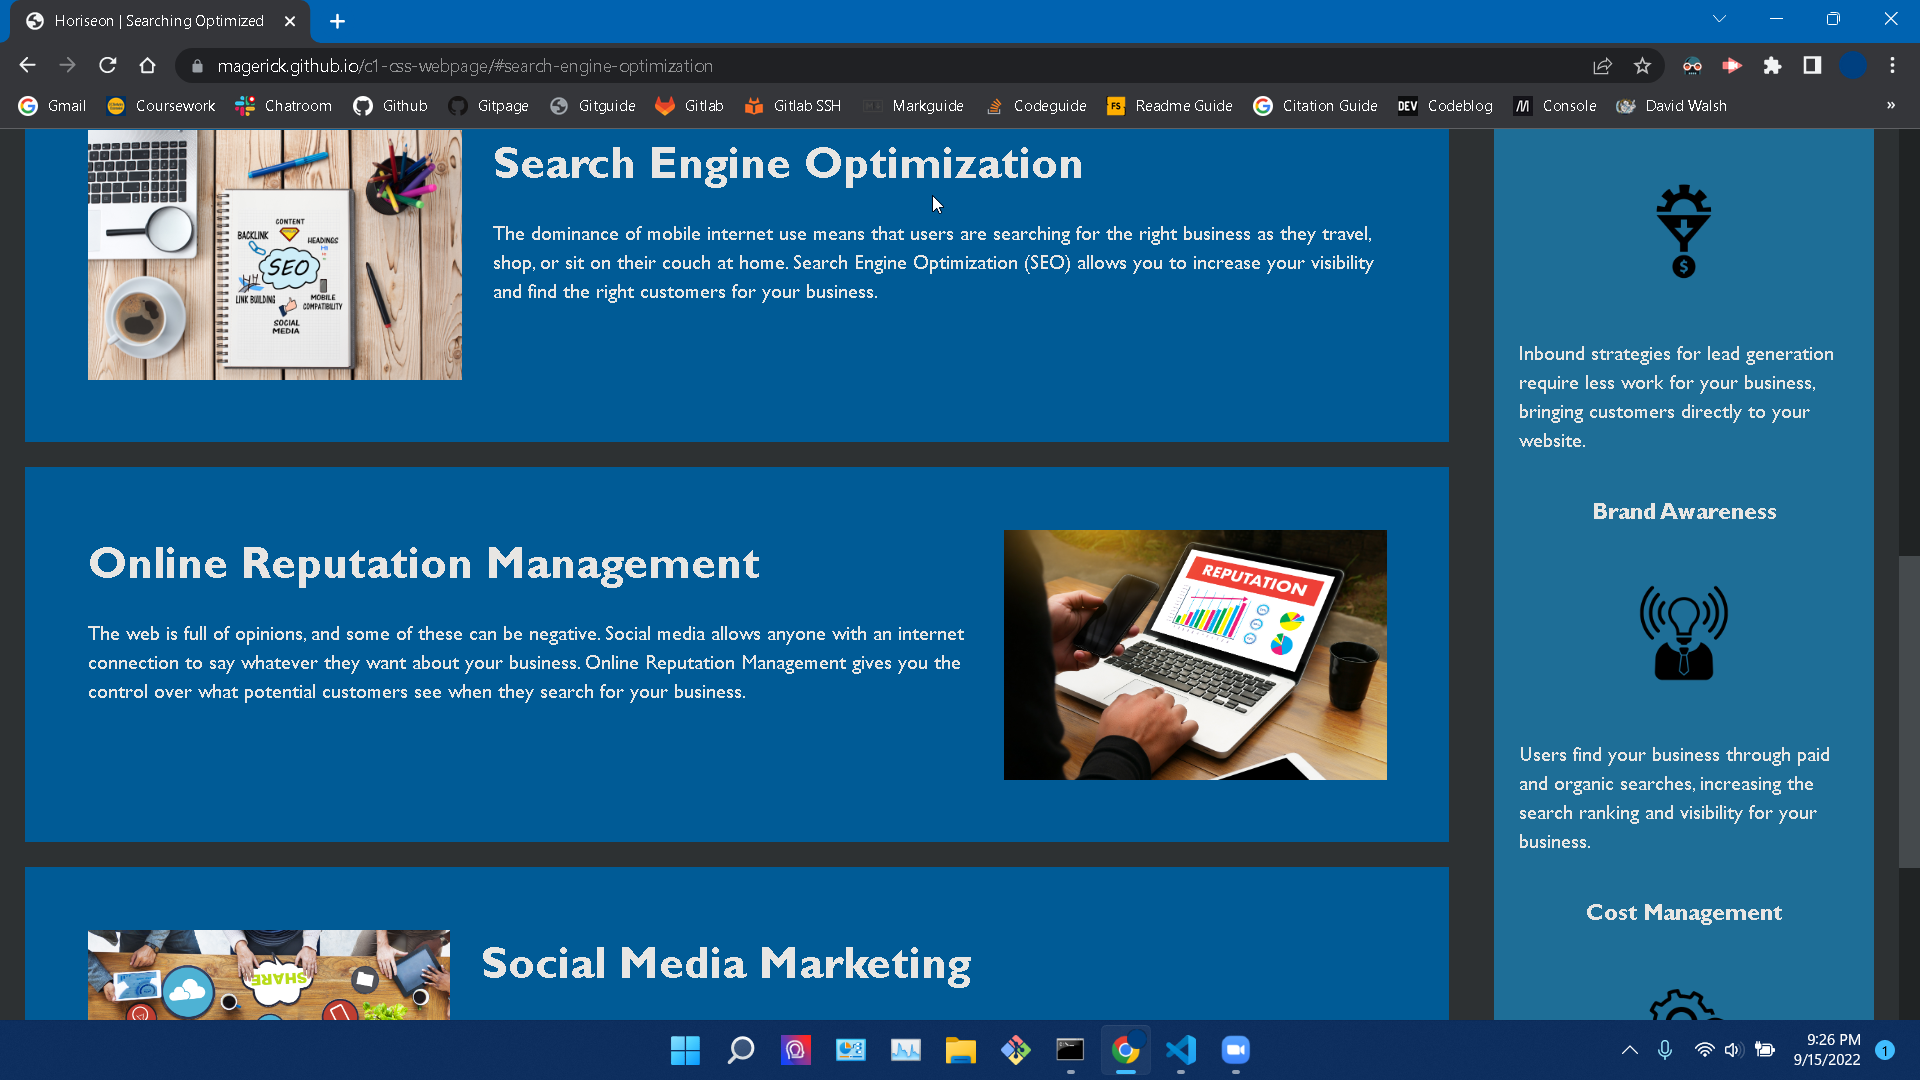 Horiseon | Searching Optimized
magerick.github.io/c1-css-webpage/#search-engine-optimization
Gmail Coursework Chatroom Github Gitpage Gitguide Gitlab Gitlab SSH Markguide Codeguide FS Readme Guide Citation Guide DEV Codeblog Console David Walsh »
Search Engine Optimization
The dominance of mobile internet use means that users are searching for the right business as they travel,
shop, or sit on their couch at home. Search Engine Optimization (SEO) allows you to increase your visibility
and find the right customers for your business.
CONTENT
BACKLINK
HEADINGS
SEO
LINK BUILDING
MOBILE
COMPATIBILITY
SOCIAL
MEDIA
Online Reputation Management
The web is full of opinions, and some of these can be negative. Social media allows anyone with an internet
connection to say whatever they want about your business. Online Reputation Management gives you the
control over what potential customers see when they search for your business.
REPUTATION
Social Media Marketing
SHARE
$
Inbound strategies for lead generation
require less work for your business,
bringing customers directly to your
website.
Brand Awareness
Users find your business through paid
and organic searches, increasing the
search ranking and visibility for your
business.
Cost Management
9:26 PM
9/15/2022
1